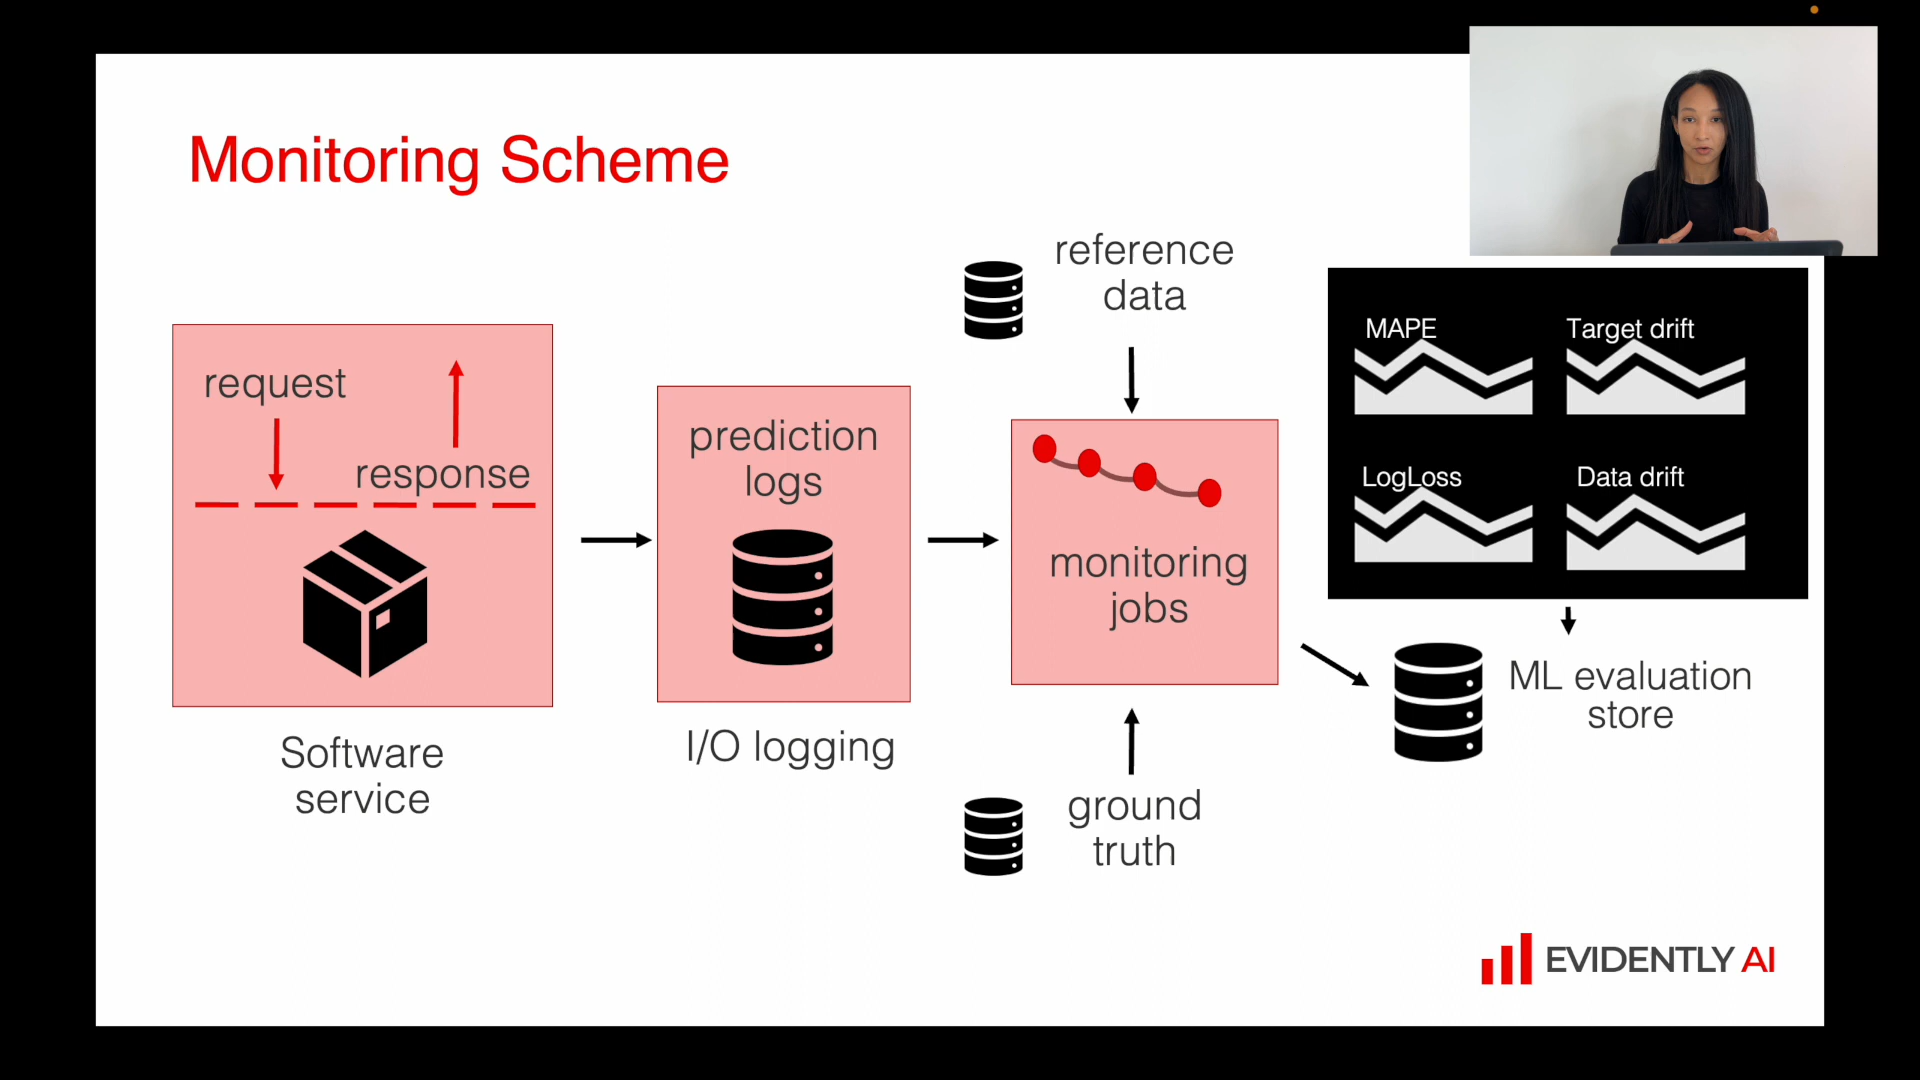 Monitoring Scheme
request
response
Software
service
prediction
logs
I/O logging
reference
data
monitoring
jobs
ground
truth
MAPE
Target drift
LogLoss
Data drift
ML evaluation
store
EVIDENTLY AI